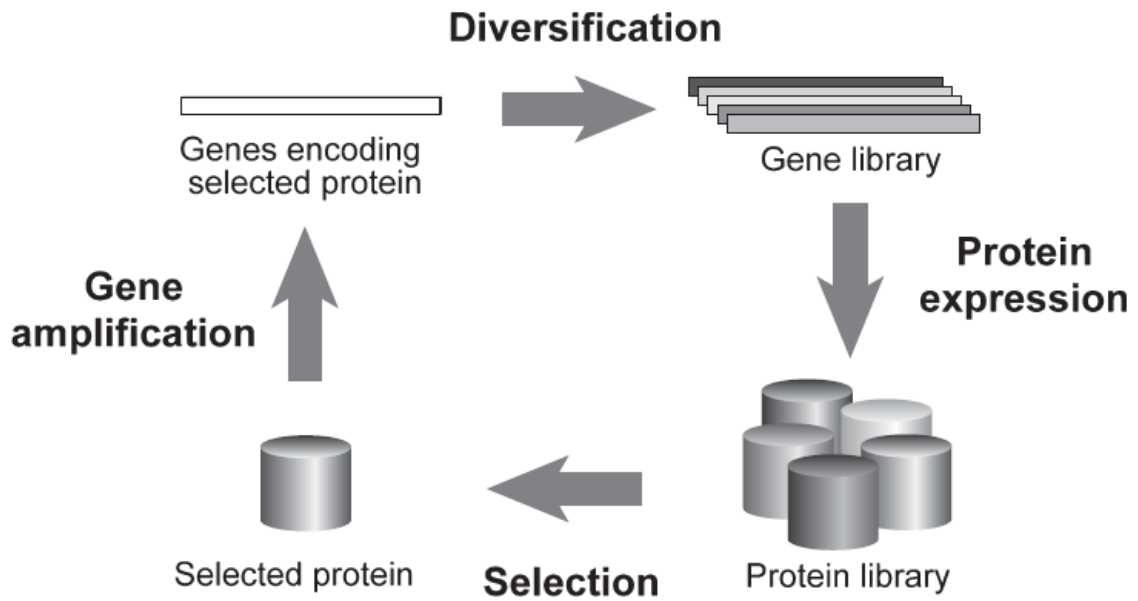 Diversification
Genes encoding
selected protein
Gene library
Protein
expression
Gene
amplification
Selected protein
Selection
Protein library